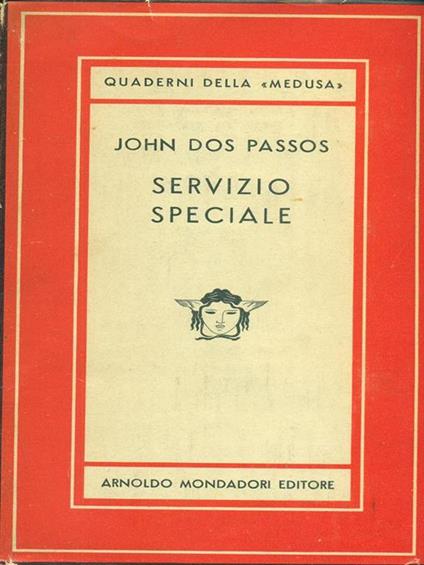 QUADERNI DELLA «MEDUSA»
JOHN DOS PASSOS
SERVIZIO
SPECIALE
ARNOLDO MONDADORI EDITORE